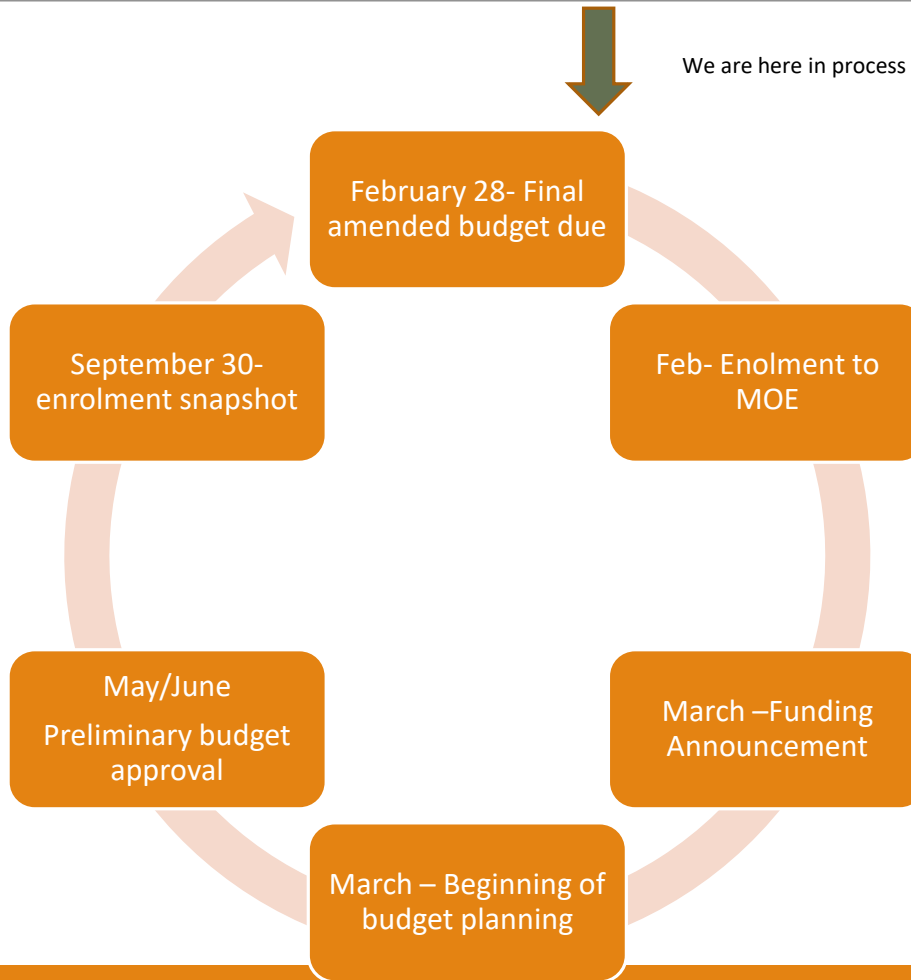 We are here in process
February 28- Final
amended budget due
Feb- Enolment to
MOE
March –Funding
Announcement
March – Beginning of
budget planning
May/June
Preliminary budget
approval
September 30-
enrolment snapshot